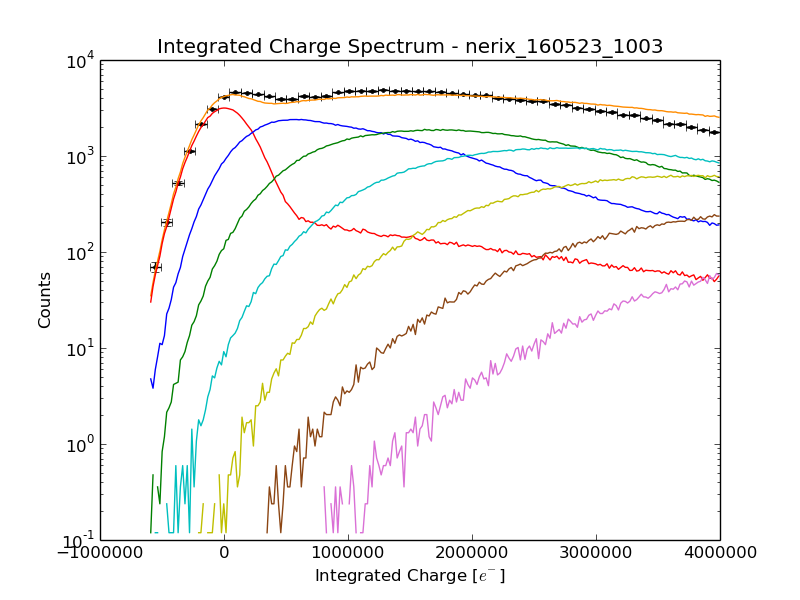 Integrated Charge Spectrum - nerix_160523_1003
10^4
10^3
10^2
10^1
10^0
10^-1
Counts
−1000000 0 1000000 2000000 3000000 4000000
Integrated Charge [e^−]